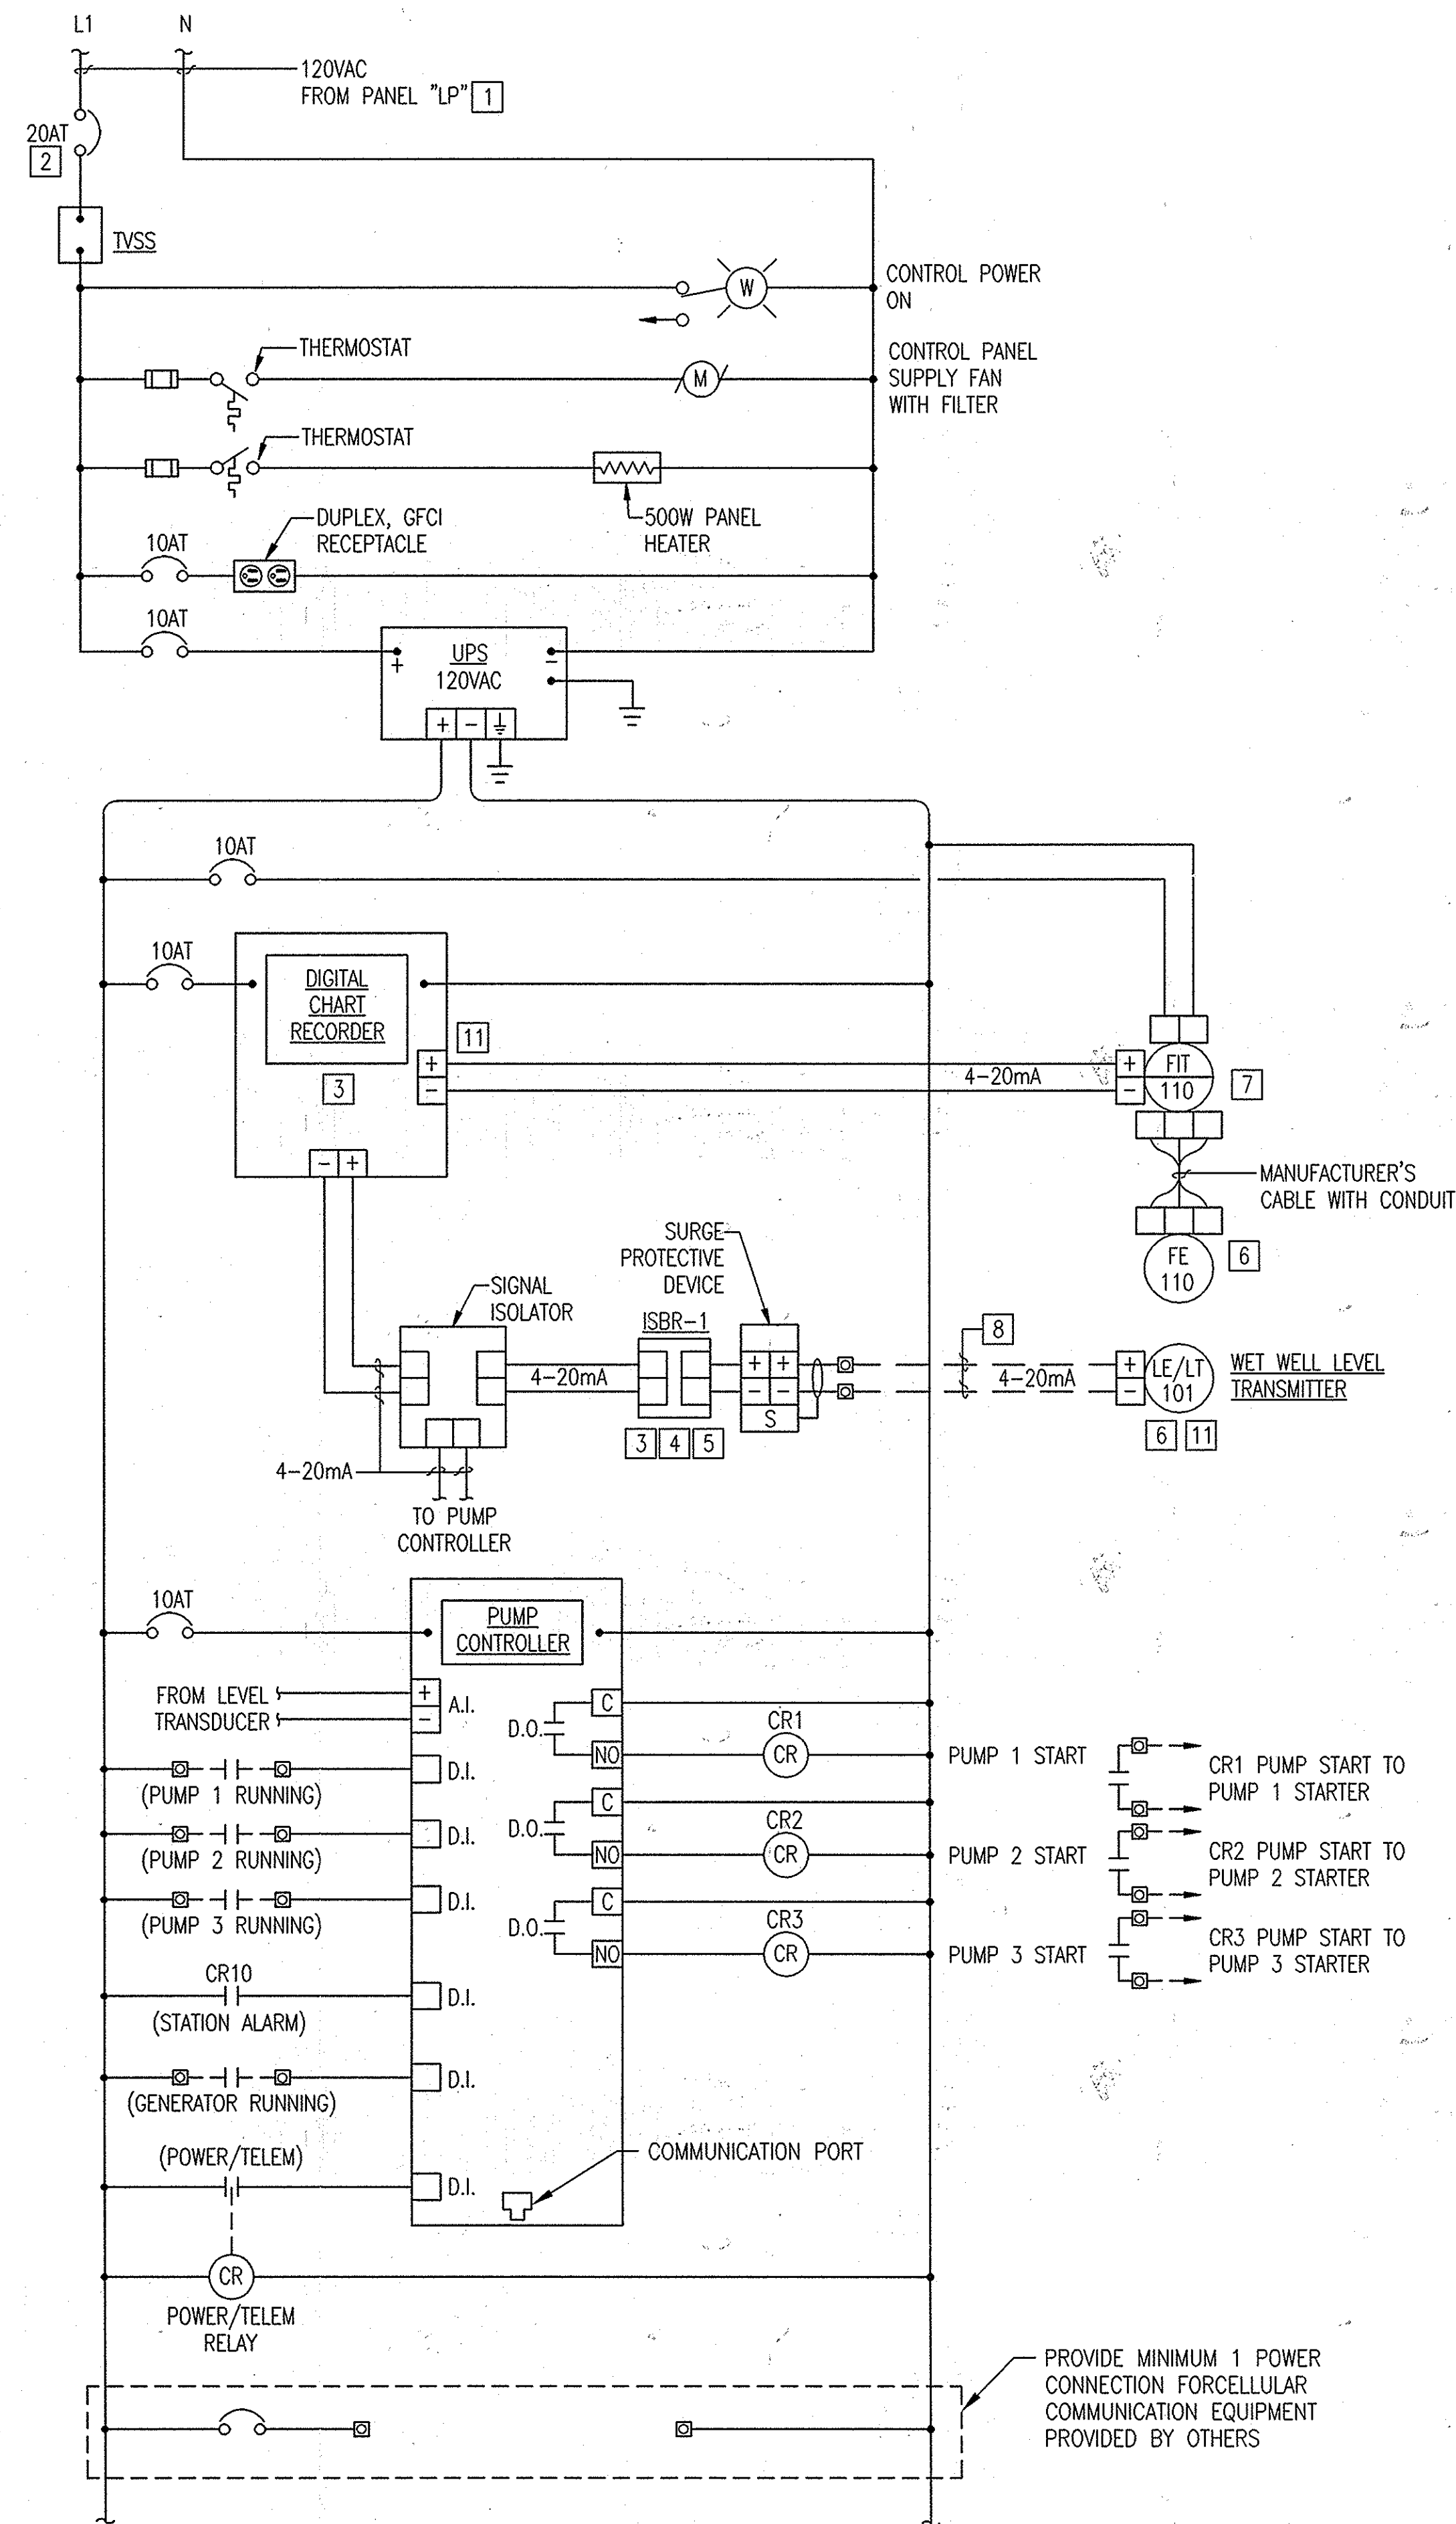 L1
N
120VAC
FROM PANEL "LP" 1
20AT
2
TVSS
W
CONTROL POWER
ON
THERMOSTAT
M
CONTROL PANEL
SUPPLY FAN
WITH FILTER
THERMOSTAT
500W PANEL
HEATER
10AT
DUPLEX, GFCI
RECEPTACLE
10AT
+
UPS
120VAC
−
+ −
10AT
10AT
DIGITAL
CHART
RECORDER
3
11
+
−
4-20mA
+
−
FIT
110
7
− +
MANUFACTURER'S
CABLE WITH CONDUIT
FE
110
6
SIGNAL
ISOLATOR
SURGE
PROTECTIVE
DEVICE
ISBR-1
4-20mA
3 4 5
+ +
− −
S
8
4-20mA
+
−
LE/LT
101
WET WELL LEVEL
TRANSMITTER
6 11
4-20mA
TO PUMP
CONTROLLER
10AT
PUMP
CONTROLLER
FROM LEVEL
TRANSDUCER
+
−
A.I.
D.O.
C
NO
CR1
CR
PUMP 1 START
CR1 PUMP START TO
PUMP 1 STARTER
(PUMP 1 RUNNING)
D.I.
D.O.
C
NO
CR2
CR
PUMP 2 START
CR2 PUMP START TO
PUMP 2 STARTER
(PUMP 2 RUNNING)
D.I.
D.O.
C
NO
CR3
CR
PUMP 3 START
CR3 PUMP START TO
PUMP 3 STARTER
(PUMP 3 RUNNING)
D.I.
CR10
(STATION ALARM)
D.I.
(GENERATOR RUNNING)
D.I.
(POWER/TELEM)
D.I.
COMMUNICATION PORT
CR
POWER/TELEM
RELAY
PROVIDE MINIMUM 1 POWER
CONNECTION FORCELLULAR
COMMUNICATION EQUIPMENT
PROVIDED BY OTHERS